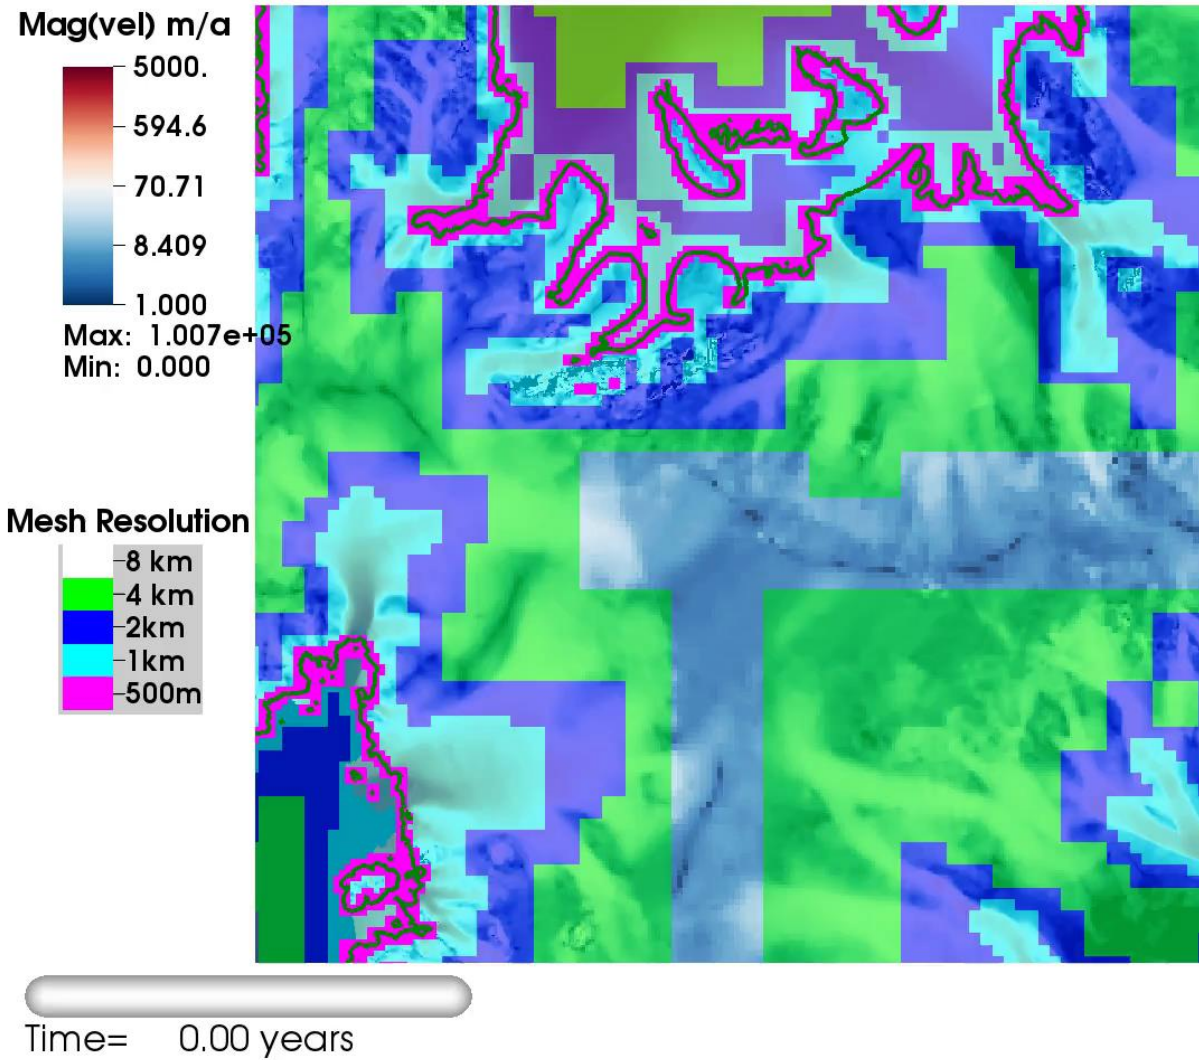 Mag(vel) m/a
5000.
594.6
70.71
8.409
1.000
Max: 1.007e+05
Min: 0.000
Mesh Resolution
8 km
4 km
2km
1km
500m
Time= 0.00 years